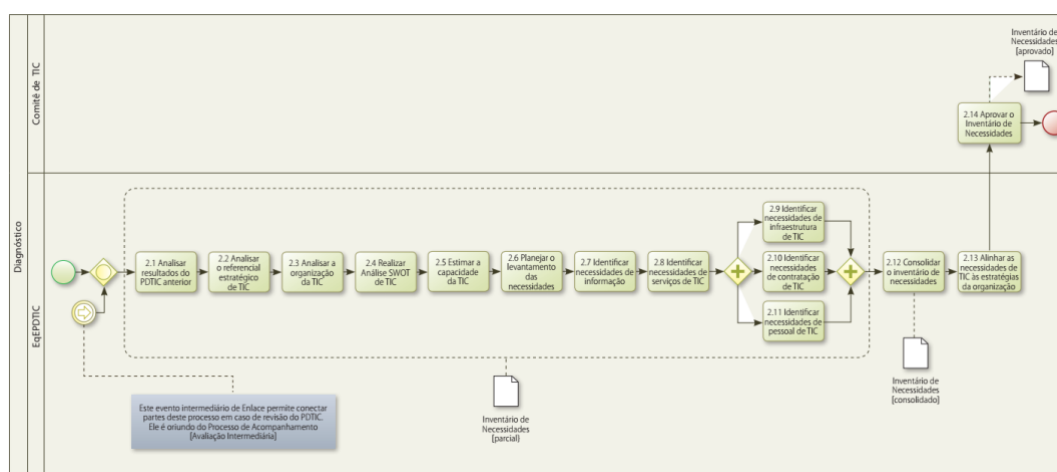 Diagnóstico
Comitê de TIC
EqEPDTIC
Inventário de
Necessidades
[aprovado]
2.14 Aprovar o
Inventário de
Necessidades
2.1 Analisar
resultados do
PDTIC anterior
2.2 Analisar
o referencial
estratégico
de TIC
2.3 Analisar a
organização
da TIC
2.4 Realizar
Análise SWOT
de TIC
2.5 Estimar a
capacidade
da TIC
2.6 Planejar o
levantamento
das
necessidades
2.7 Identificar
necessidades de
informação
2.8 Identificar
necessidades de
serviços de TIC
2.9 Identificar
necessidades de
infraestrutura
de TIC
2.10 Identificar
necessidades
de contratação
de TIC
2.11 Identificar
necessidades de
pessoal de TIC
2.12 Consolidar
o inventário de
necessidades
2.13 Alinhar as
necessidades de
TIC às estratégias
da organização
Este evento intermediário de Enlace permite conectar
partes deste processo em caso de revisão do PDTIC.
Ele é oriundo do Processo de Acompanhamento
[Avaliação Intermediária]
Inventário de
Necessidades
[parcial]
Inventário de
Necessidades
[consolidado]